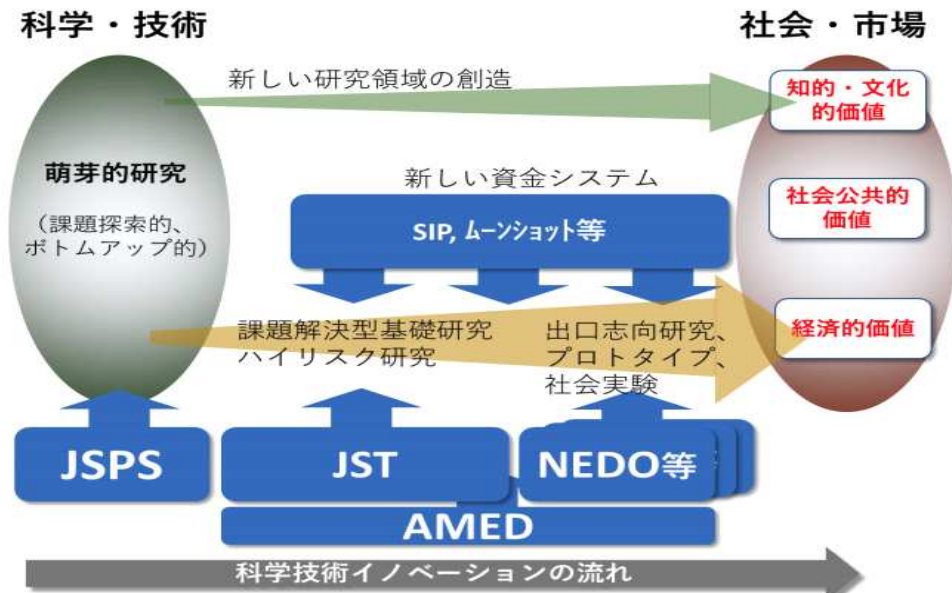 科学・技術
社会・市場
新しい研究領域の創造
知的・文化
的価値
萌芽的研究
（課題探索的、
ボトムアップ的）
新しい資金システム
SIP, ムーンショット等
社会公共的
価値
課題解決型基礎研究
ハイリスク研究
出口志向研究、
プロトタイプ、
社会実験
経済的価値
JSPS
JST
NEDO等
AMED
科学技術イノベーションの流れ